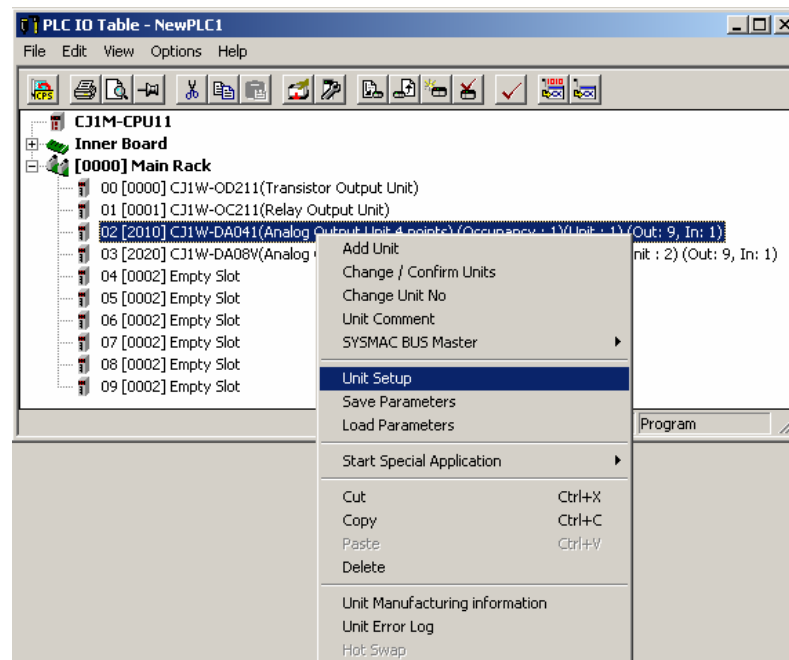 PLC IO Table - NewPLC1
File Edit View Options Help
CPS
1010
CJ1M-CPU11
Inner Board
[0000] Main Rack
00 [0000] CJ1W-OD211(Transistor Output Unit)
01 [0001] CJ1W-OC211(Relay Output Unit)
02 [2010] CJ1W-DA041(Analog Output Unit 4 points) (Occupancy : 1)(Unit : 1) (Out: 9, In: 1)
03 [2020] CJ1W-DA08V(Analog nit : 2) (Out: 9, In: 1)
04 [0002] Empty Slot
05 [0002] Empty Slot
06 [0002] Empty Slot
07 [0002] Empty Slot
08 [0002] Empty Slot
09 [0002] Empty Slot
Program
Add Unit
Change / Confirm Units
Change Unit No
Unit Comment
SYSMAC BUS Master
Unit Setup
Save Parameters
Load Parameters
Start Special Application
Cut Ctrl+X
Copy Ctrl+C
Paste Ctrl+V
Delete
Unit Manufacturing information
Unit Error Log
Hot Swap